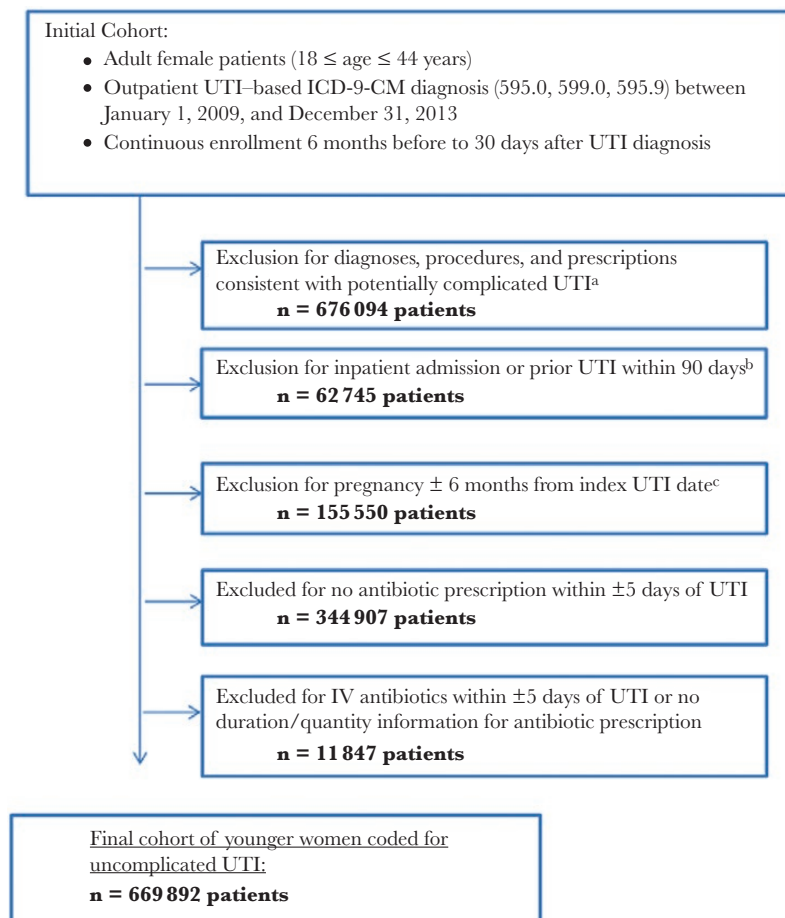 Initial Cohort:
• Adult female patients (18 ≤ age ≤ 44 years)
• Outpatient UTI–based ICD-9-CM diagnosis (595.0, 599.0, 595.9) between
January 1, 2009, and December 31, 2013
• Continuous enrollment 6 months before to 30 days after UTI diagnosis
Exclusion for diagnoses, procedures, and prescriptions
consistent with potentially complicated UTIᵃ
n = 676 094 patients
Exclusion for inpatient admission or prior UTI within 90 daysᵇ
n = 62 745 patients
Exclusion for pregnancy ± 6 months from index UTI dateᶜ
n = 155 550 patients
Excluded for no antibiotic prescription within ±5 days of UTI
n = 344 907 patients
Excluded for IV antibiotics within ±5 days of UTI or no
duration/quantity information for antibiotic prescription
n = 11 847 patients
Final cohort of younger women coded for
uncomplicated UTI:
n = 669 892 patients